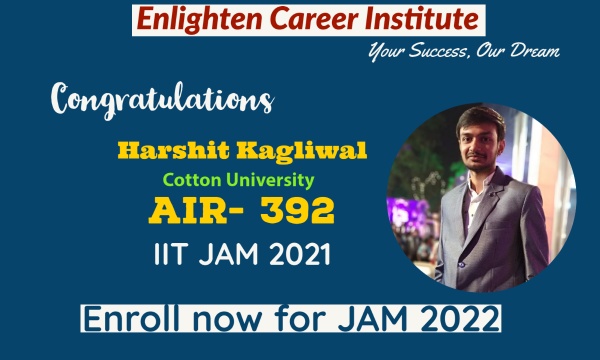 Enlighten Career Institute
Your Success, Our Dream
Congratulations
Harshit Kagliwal
Cotton University
AIR- 392
IIT JAM 2021
Enroll now for JAM 2022